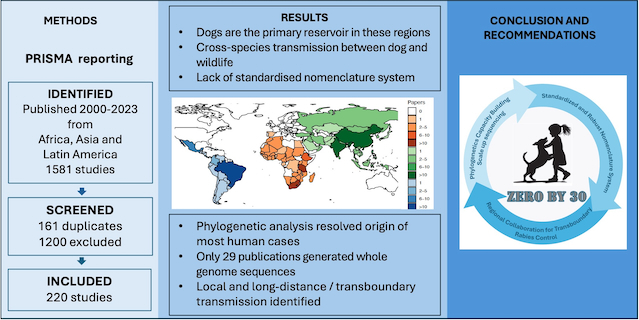 METHODS
PRISMA reporting
IDENTIFIED
Published 2000-2023
from
Africa, Asia and
Latin America
1581 studies
SCREENED
161 duplicates
1200 excluded
INCLUDED
220 studies
RESULTS
• Dogs are the primary reservoir in these regions
• Cross-species transmission between dog and
wildlife
• Lack of standardised nomenclature system
Papers
0
1
2-5
6-10
>10
1
2-5
6-10
>10
1
2-5
6-10
>10
• Phylogenetic analysis resolved origin of
most human cases
• Only 29 publications generated whole
genome sequences
• Local and long-distance / transboundary
transmission identified
CONCLUSION AND
RECOMMENDATIONS
Phylogenetics Capacity Building
Scale up sequencing
Standardized and Robust Nomenclature System
ZERO BY 30
Regional Collaboration for Transboundary
Rabies Control